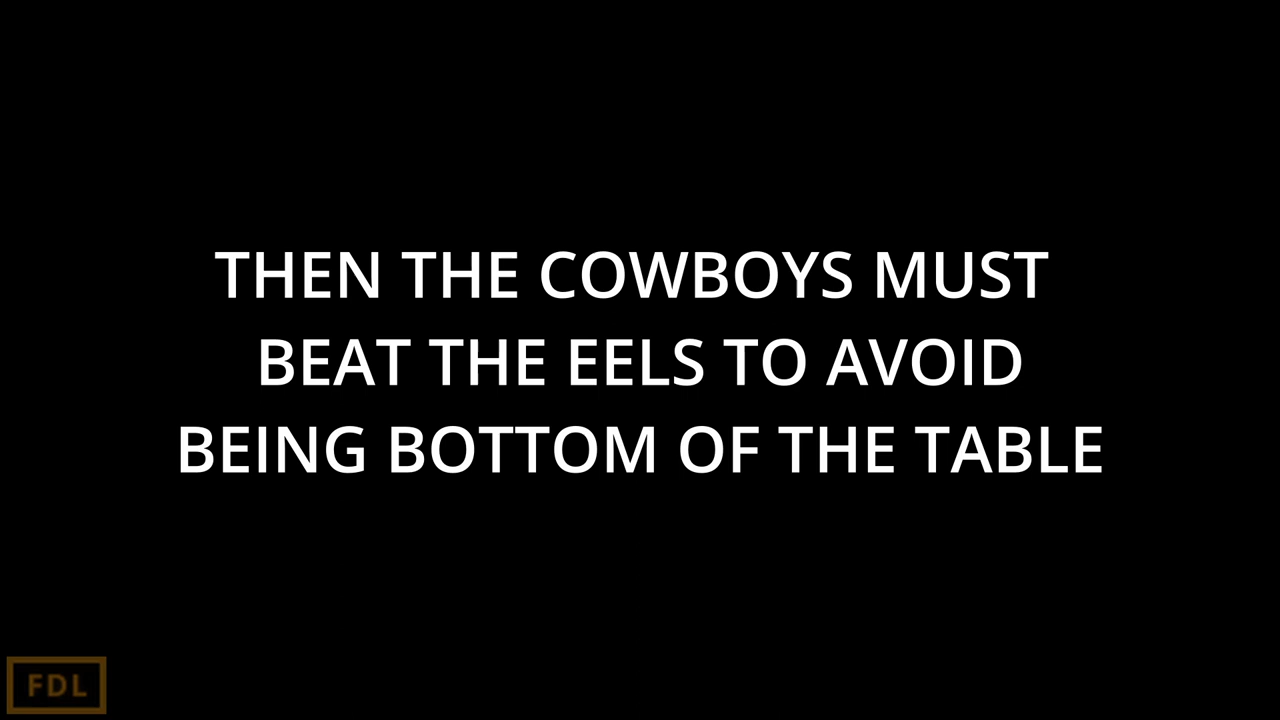 THEN THE COWBOYS MUST
BEAT THE EELS TO AVOID
BEING BOTTOM OF THE TABLE
FDL